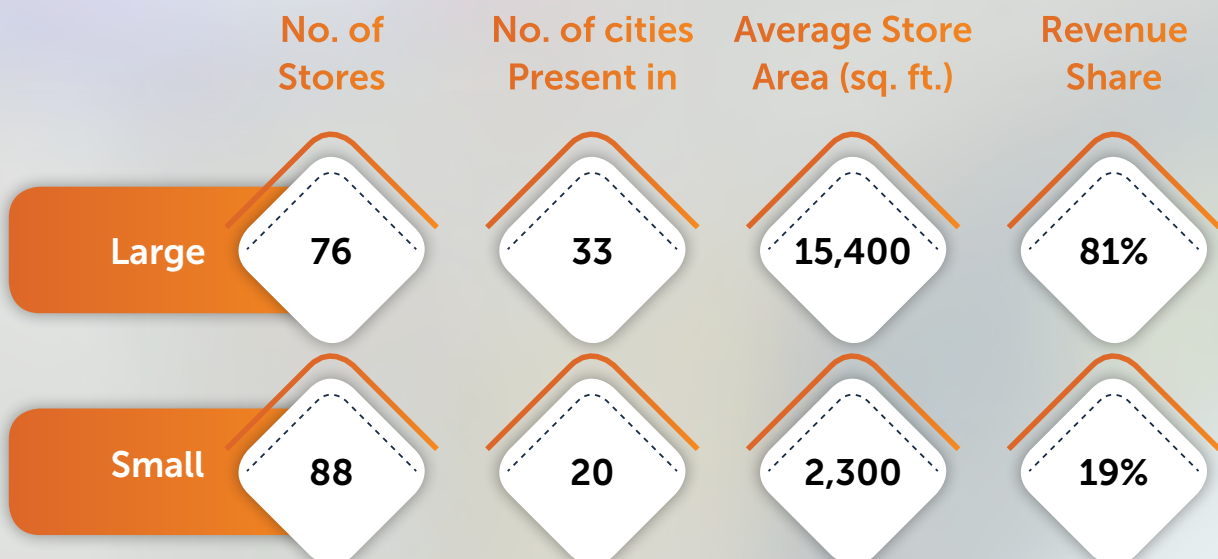 No. of
Stores
No. of cities
Present in
Average Store
Area (sq. ft.)
Revenue
Share
Large
76
33
15,400
81%
Small
88
20
2,300
19%